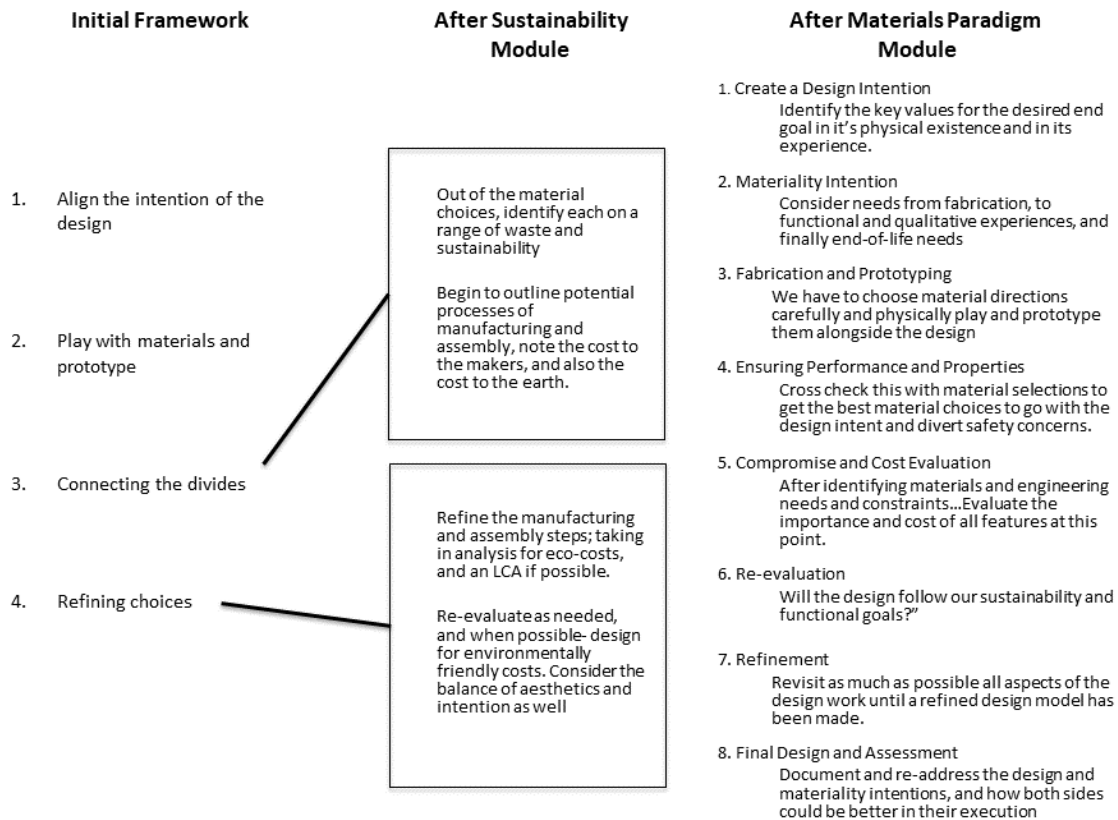 Initial Framework
1. Align the intention of the
design
2. Play with materials and
prototype
3. Connecting the divides
4. Refining choices
After Sustainability
Module
Out of the material
choices, identify each on a
range of waste and
sustainability
Begin to outline potential
processes of
manufacturing and
assembly, note the cost to
the makers, and also the
cost to the earth.
Refine the manufacturing
and assembly steps; taking
in analysis for eco-costs,
and an LCA if possible.
Re-evaluate as needed,
and when possible- design
for environmentally
friendly costs. Consider the
balance of aesthetics and
intention as well
After Materials Paradigm
Module
1. Create a Design Intention
Identify the key values for the desired end
goal in it’s physical existence and in its
experience.
2. Materiality Intention
Consider needs from fabrication, to
functional and qualitative experiences, and
finally end-of-life needs
3. Fabrication and Prototyping
We have to choose material directions
carefully and physically play and prototype
them alongside the design
4. Ensuring Performance and Properties
Cross check this with material selections to
get the best material choices to go with the
design intent and divert safety concerns.
5. Compromise and Cost Evaluation
After identifying materials and engineering
needs and constraints...Evaluate the
importance and cost of all features at this
point.
6. Re-evaluation
Will the design follow our sustainability and
functional goals?”
7. Refinement
Revisit as much as possible all aspects of the
design work until a refined design model has
been made.
8. Final Design and Assessment
Document and re-address the design and
materiality intentions, and how both sides
could be better in their execution